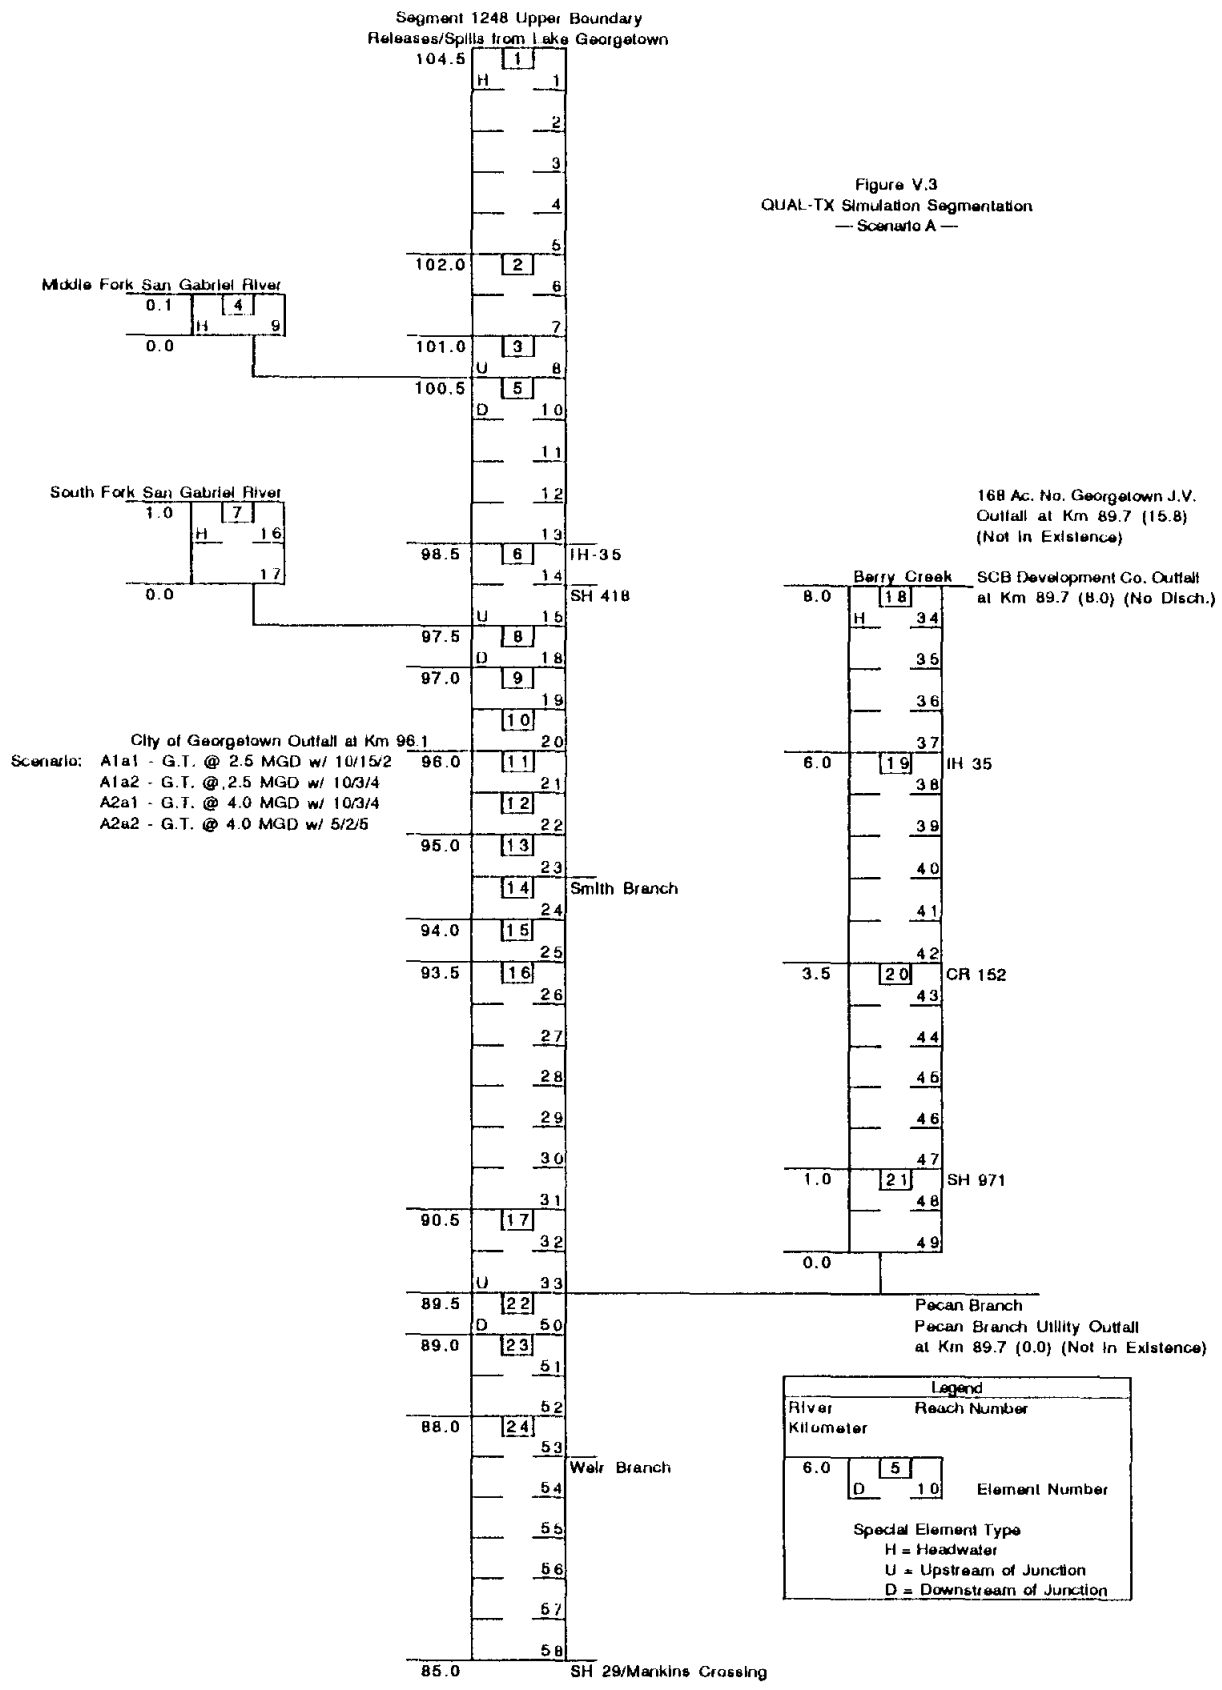 Segment 1248 Upper Boundary
Releases/Spills from Lake Georgetown
104.5 1
H 1
2
3
4
5
Figure V.3
QUAL-TX Simulation Segmentation
— Scenario A —
102.0 2
6
7
Middle Fork San Gabriel River
0.1 4
H 9
0.0
101.0 3
U 8
100.5 5
D 10
11
12
13
South Fork San Gabriel River
1.0 7
H 16
17
0.0
98.5 6 IH-35
14
SH 418
U 15
97.5 8
D 18
97.0 9
19
10
20
168 Ac. No. Georgetown J.V.
Outfall at Km 89.7 (15.8)
(Not in Existence)
Berry Creek
SCB Development Co. Outfall
at Km 89.7 (8.0) (No Disch.)
8.0 18
H 34
35
36
37
6.0 19 IH 35
38
39
40
41
42
3.5 20 CR 152
43
44
45
46
47
1.0 21 SH 971
48
49
0.0
City of Georgetown Outfall at Km 96.1
Scenario: A1a1 - G.T. @ 2.5 MGD w/ 10/15/2
A1a2 - G.T. @ 2.5 MGD w/ 10/3/4
A2a1 - G.T. @ 4.0 MGD w/ 10/3/4
A2a2 - G.T. @ 4.0 MGD w/ 5/2/5
96.0 11
21
12
22
95.0 13
23
14 Smith Branch
24
94.0 15
25
93.5 16
26
27
28
29
30
31
90.5 17
32
U 33
89.5 22
D 50
Pecan Branch
Pecan Branch Utility Outfall
at Km 89.7 (0.0) (Not in Existence)
89.0 23
51
52
88.0 24
53
Weir Branch
54
55
56
57
58
85.0 SH 29/Mankins Crossing
Legend
River Reach Number
Kilometer
6.0 5
D 10 Element Number
Special Element Type
H = Headwater
U = Upstream of Junction
D = Downstream of Junction